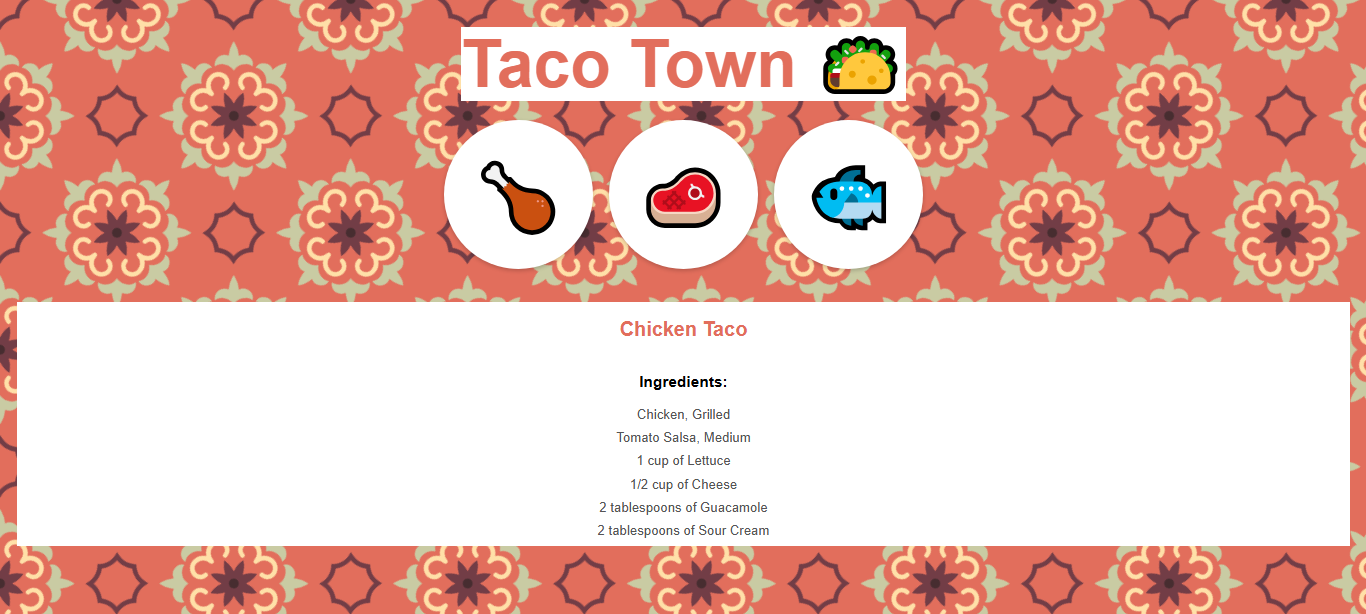 Taco Town
Chicken Taco
Ingredients:
Chicken, Grilled
Tomato Salsa, Medium
1 cup of Lettuce
1/2 cup of Cheese
2 tablespoons of Guacamole
2 tablespoons of Sour Cream